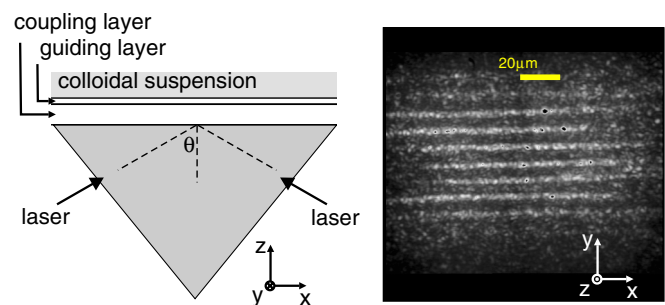 coupling layer
guiding layer
colloidal suspension
θ
laser
laser
z
y
x
20μm
y
z
x